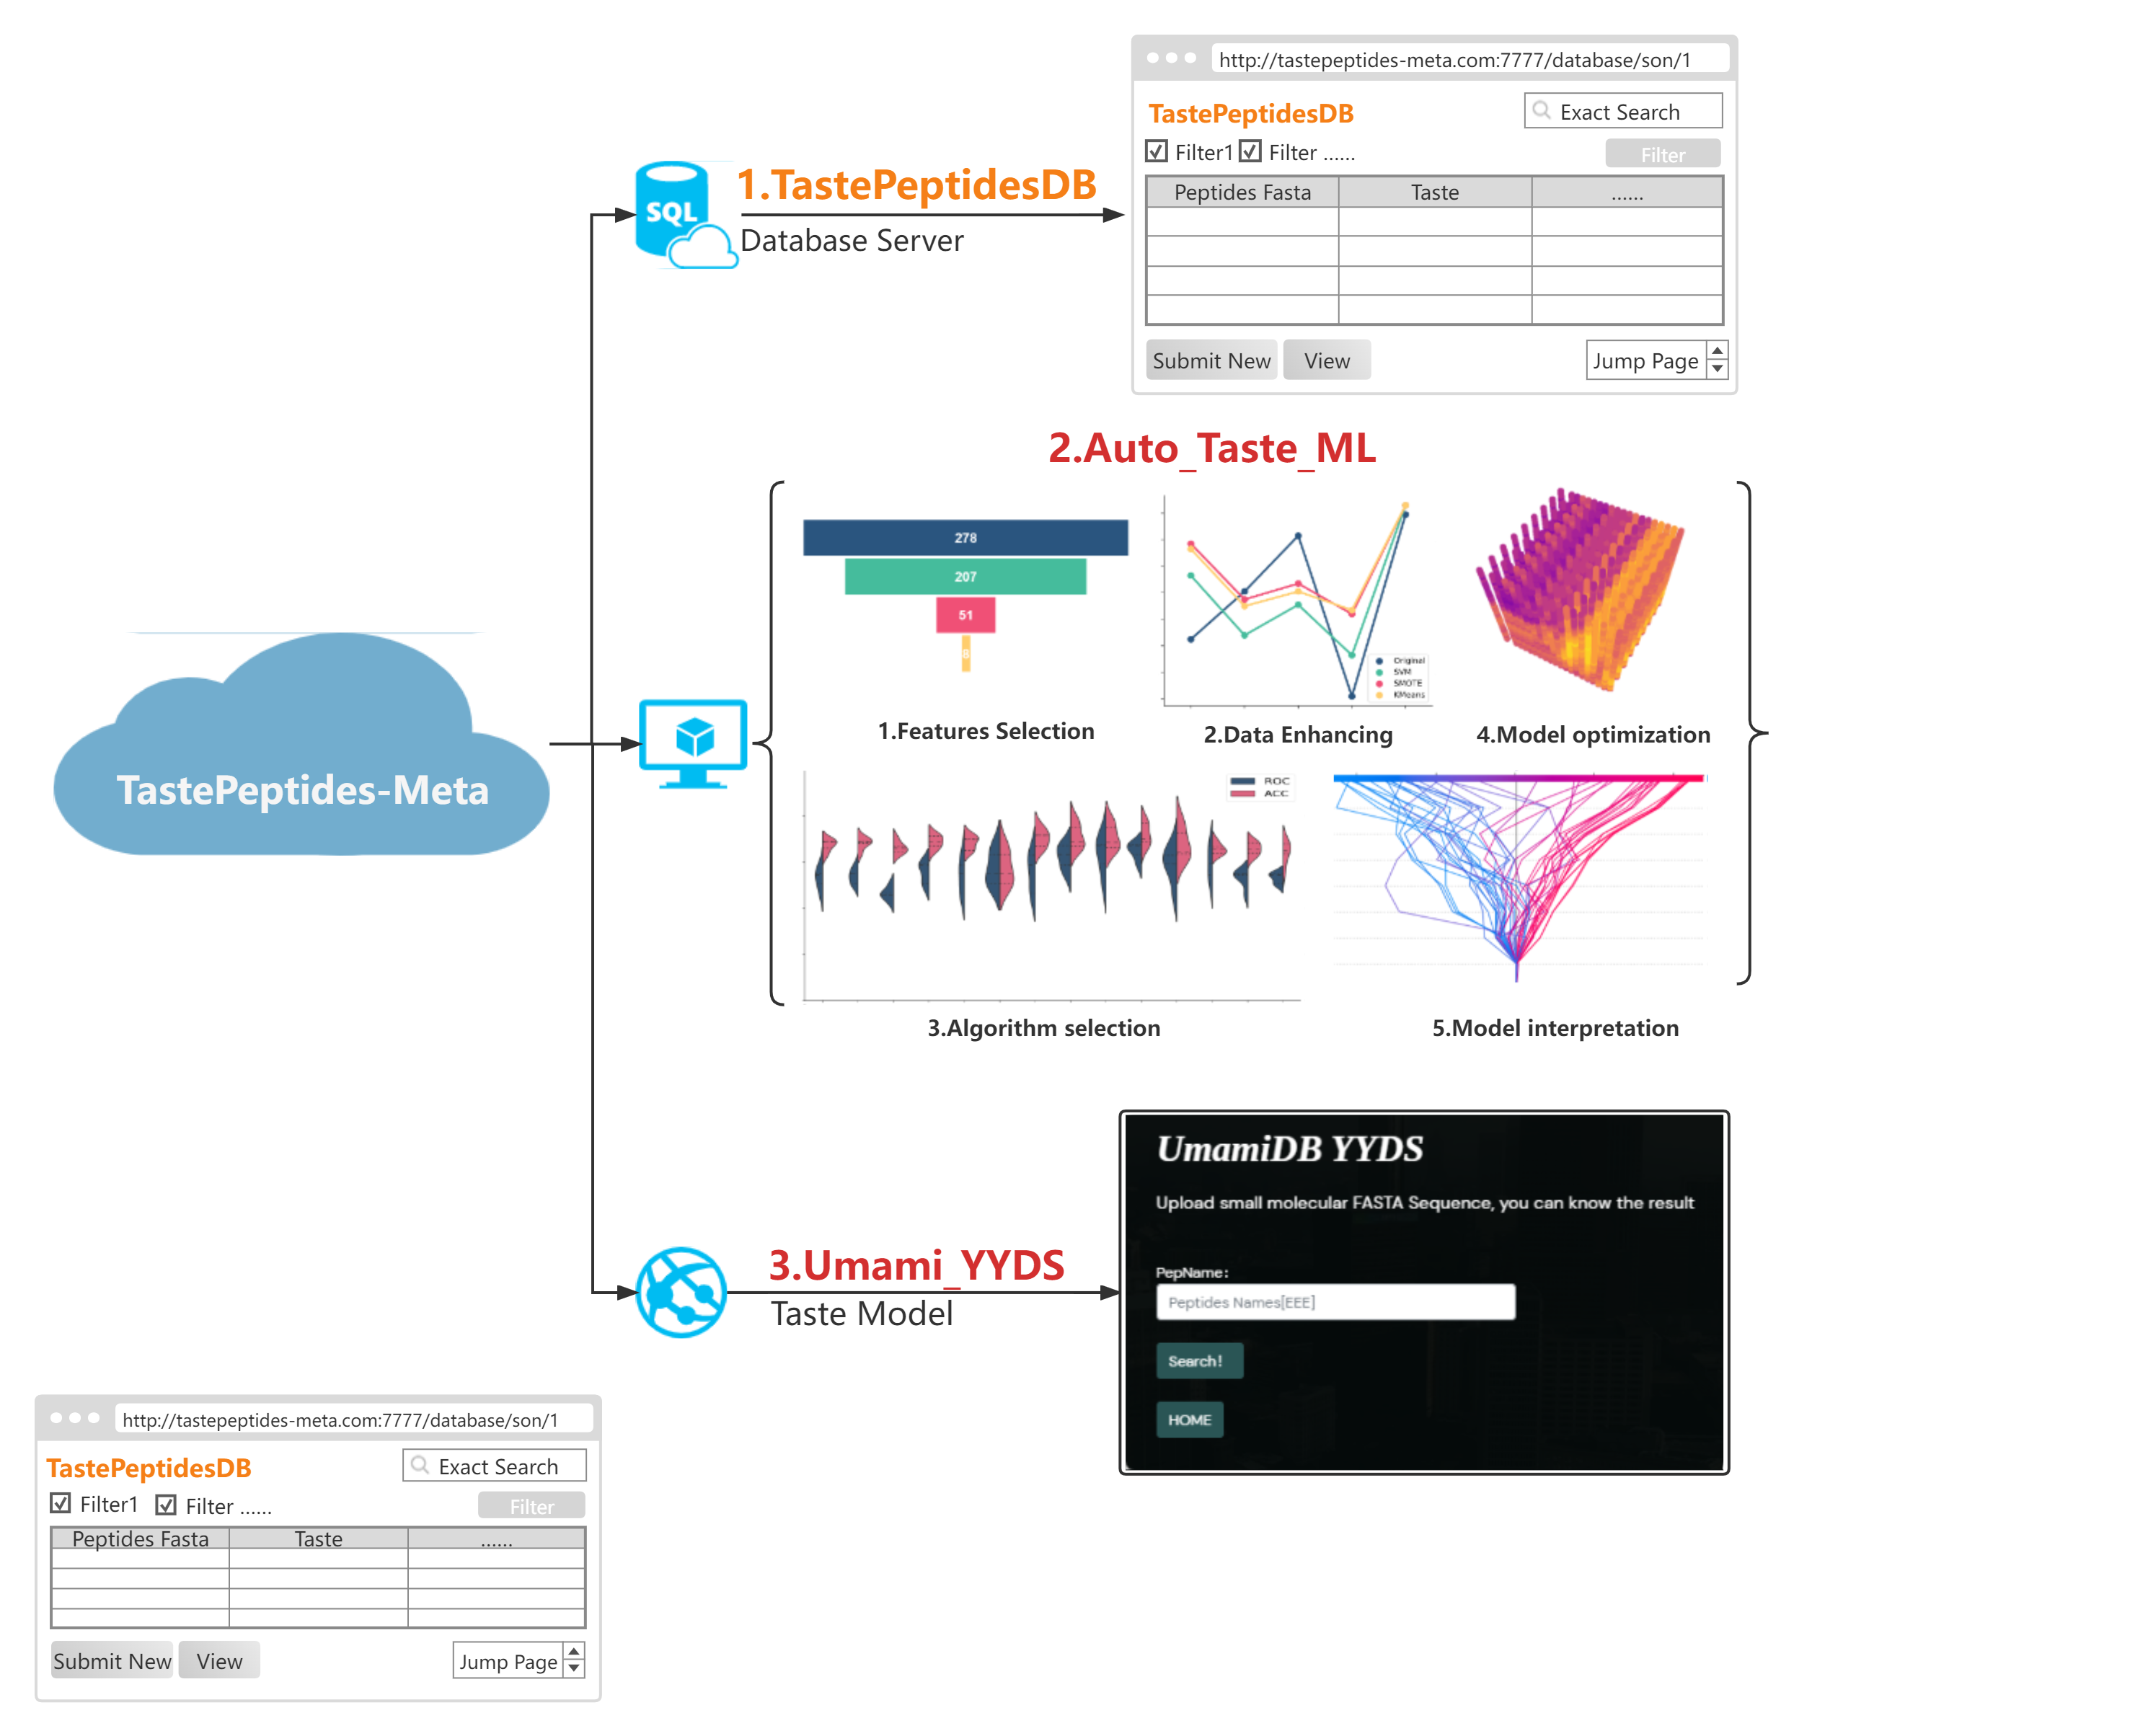 http://tastepeptides-meta.com:7777/database/son/1
TastePeptidesDB
Exact Search
Filter1
Filter ......
Filter
Peptides Fasta
Taste
......
Submit New
View
Jump Page
SQL
1.TastePeptidesDB
Database Server
2.Auto_Taste_ML
278
207
51
8
Original
SVM
SMOTE
KMeans
1.Features Selection
2.Data Enhancing
4.Model optimization
TastePeptides-Meta
ROC
ACC
3.Algorithm selection
5.Model interpretation
3.Umami_YYDS
Taste Model
UmamiDB YYDS
Upload small molecular FASTA Sequence, you can know the result
PepName:
Peptides Names[EEE]
Search!
HOME
http://tastepeptides-meta.com:7777/database/son/1
TastePeptidesDB
Exact Search
Filter1
Filter ......
Filter
Peptides Fasta
Taste
......
Submit New
View
Jump Page